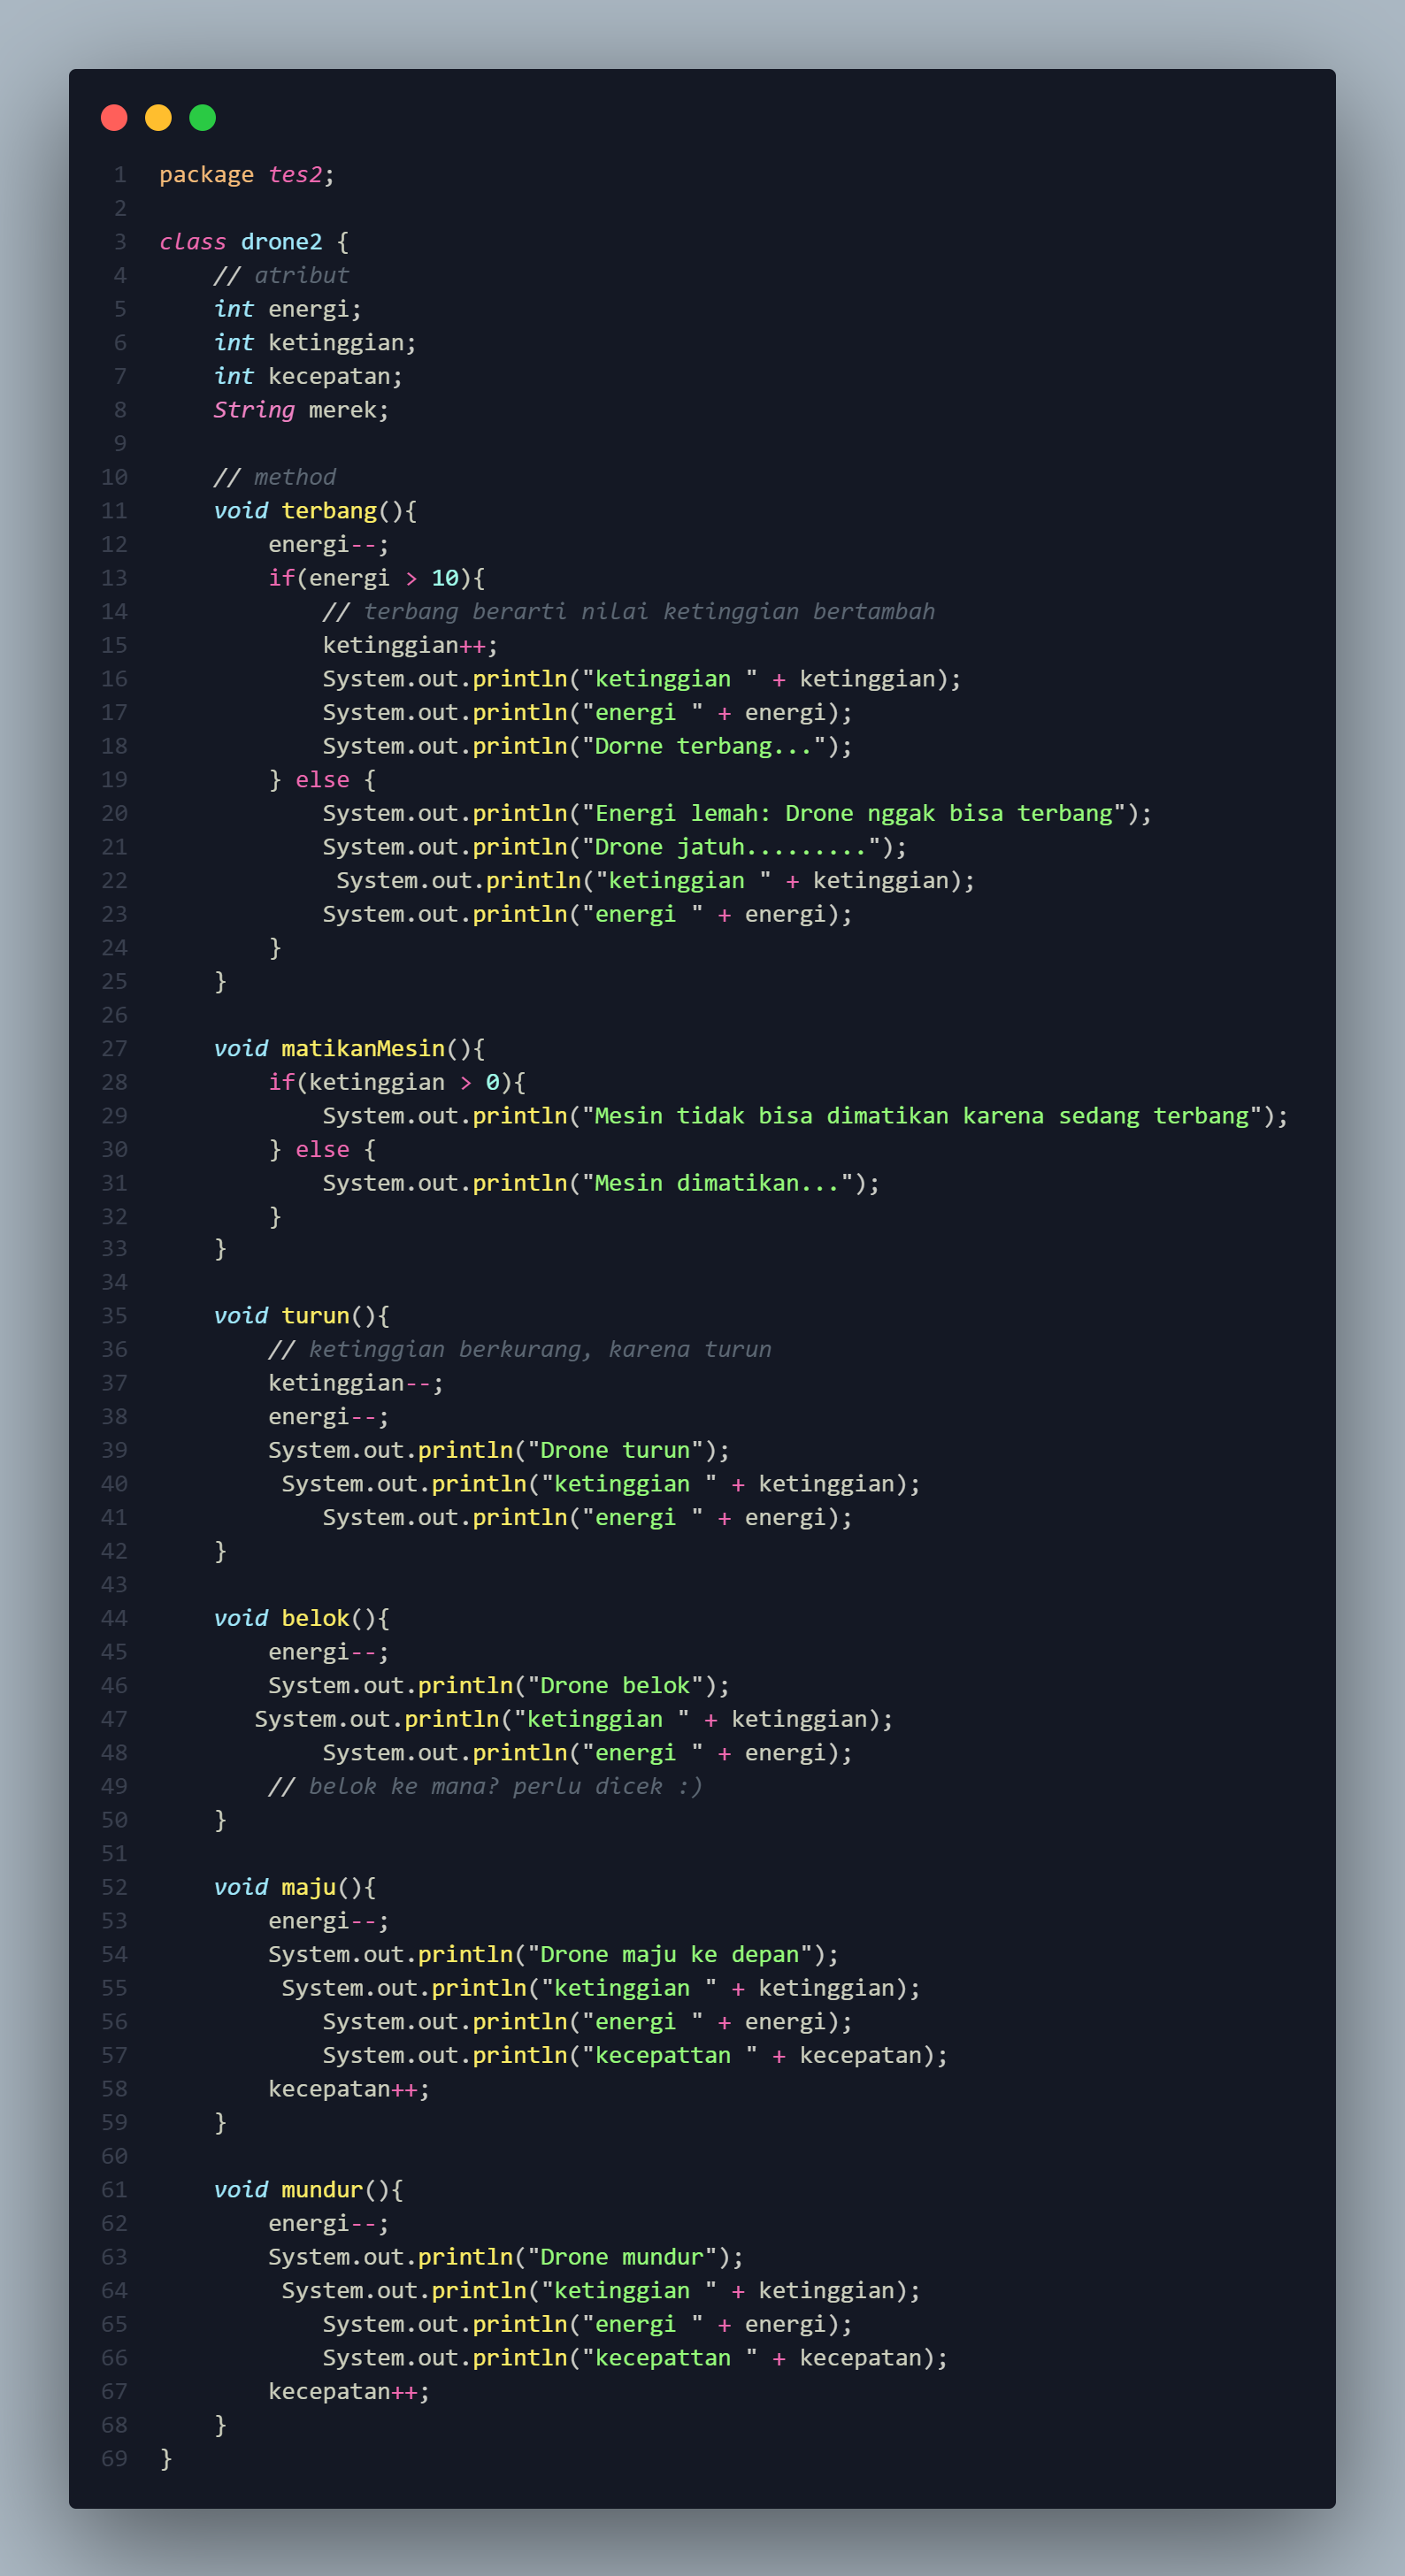 1 package tes2;
2
3 class drone2 {
4     // atribut
5     int energi;
6     int ketinggian;
7     int kecepatan;
8     String merek;
9
10     // method
11     void terbang(){
12         energi--;
13         if(energi > 10){
14             // terbang berarti nilai ketinggian bertambah
15             ketinggian++;
16             System.out.println("ketinggian " + ketinggian);
17             System.out.println("energi " + energi);
18             System.out.println("Dorne terbang...");
19         } else {
20             System.out.println("Energi lemah: Drone nggak bisa terbang");
21             System.out.println("Drone jatuh.........");
22              System.out.println("ketinggian " + ketinggian);
23             System.out.println("energi " + energi);
24         }
25     }
26
27     void matikanMesin(){
28         if(ketinggian > 0){
29             System.out.println("Mesin tidak bisa dimatikan karena sedang terbang");
30         } else {
31             System.out.println("Mesin dimatikan...");
32         }
33     }
34
35     void turun(){
36         // ketinggian berkurang, karena turun
37         ketinggian--;
38         energi--;
39         System.out.println("Drone turun");
40          System.out.println("ketinggian " + ketinggian);
41             System.out.println("energi " + energi);
42     }
43
44     void belok(){
45         energi--;
46         System.out.println("Drone belok");
47        System.out.println("ketinggian " + ketinggian);
48             System.out.println("energi " + energi);
49         // belok ke mana? perlu dicek :)
50     }
51
52     void maju(){
53         energi--;
54         System.out.println("Drone maju ke depan");
55          System.out.println("ketinggian " + ketinggian);
56             System.out.println("energi " + energi);
57             System.out.println("kecepattan " + kecepatan);
58         kecepatan++;
59     }
60
61     void mundur(){
62         energi--;
63         System.out.println("Drone mundur");
64          System.out.println("ketinggian " + ketinggian);
65             System.out.println("energi " + energi);
66             System.out.println("kecepattan " + kecepatan);
67         kecepatan++;
68     }
69 }